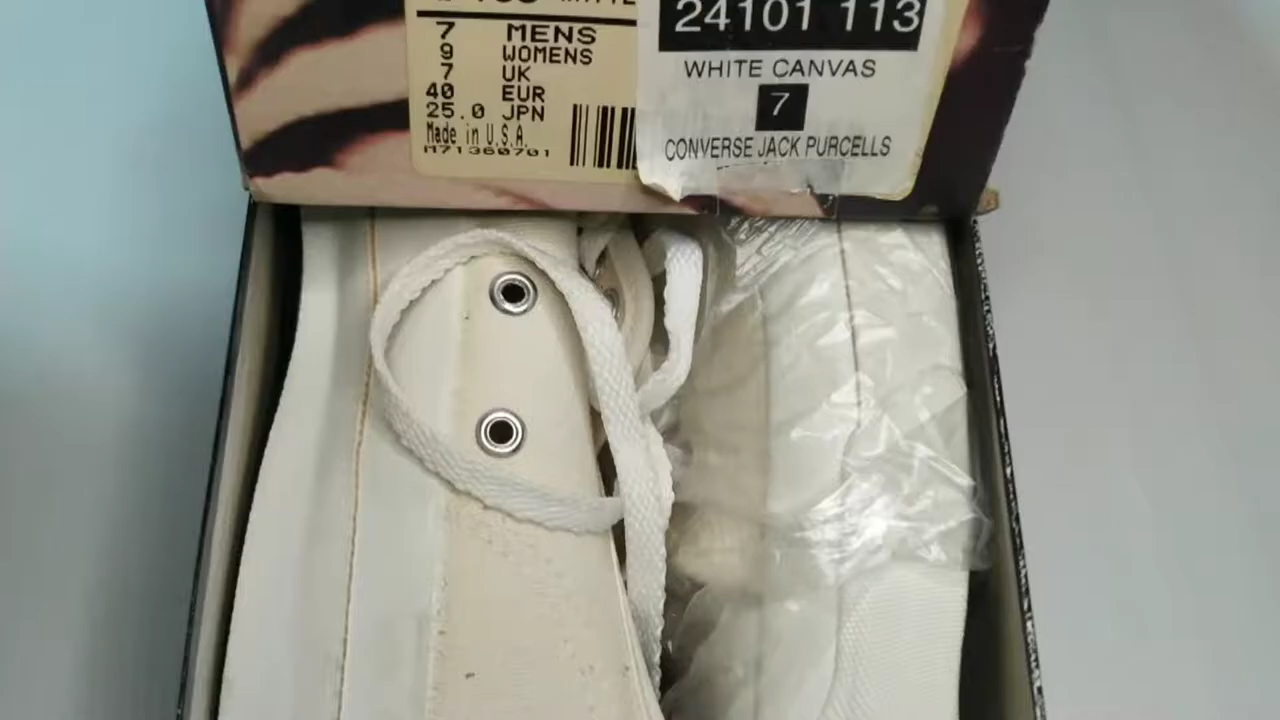 7 MENS
9 WOMENS
7 UK
40 EUR
25.0 JPN
Made in U.S.A.
M71360701
24101 113
WHITE CANVAS
7
CONVERSE JACK PURCELLS